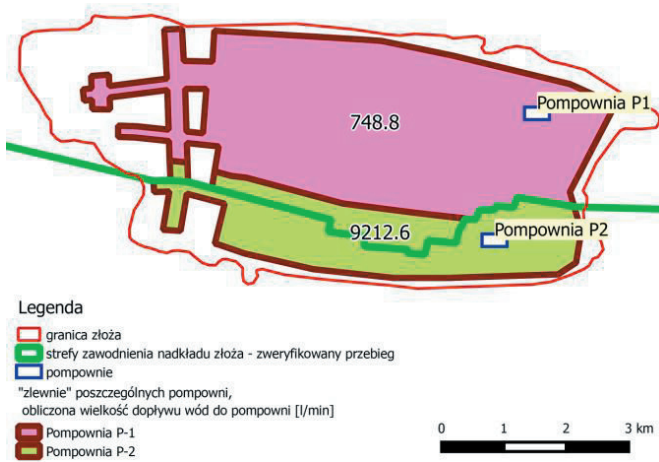 Pompownia P1
748.8
9212.6
Pompownia P2
Legenda
granica złoża
strefy zawodnienia nadkładu złoża - zweryfikowany przebieg
pompownie
"zlewnie" poszczególnych pompowni,
obliczona wielkość dopływu wód do pompowni [l/min]
Pompownia P-1
Pompownia P-2
0 1 2 3 km